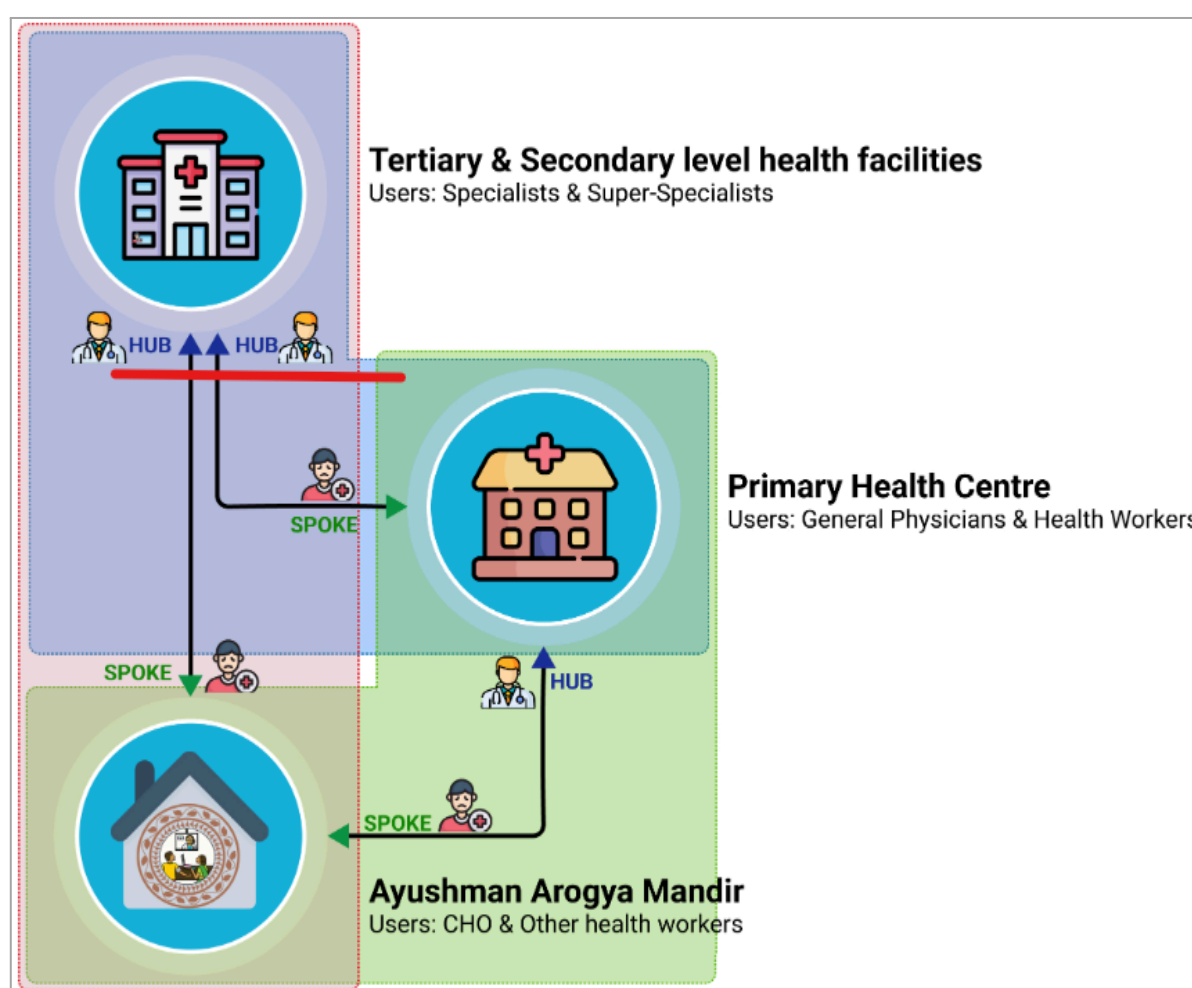 Tertiary & Secondary level health facilities
Users: Specialists & Super-Specialists
HUB HUB
SPOKE
Primary Health Centre
Users: General Physicians & Health Workers
SPOKE
HUB
SPOKE
Ayushman Arogya Mandir
Users: CHO & Other health workers